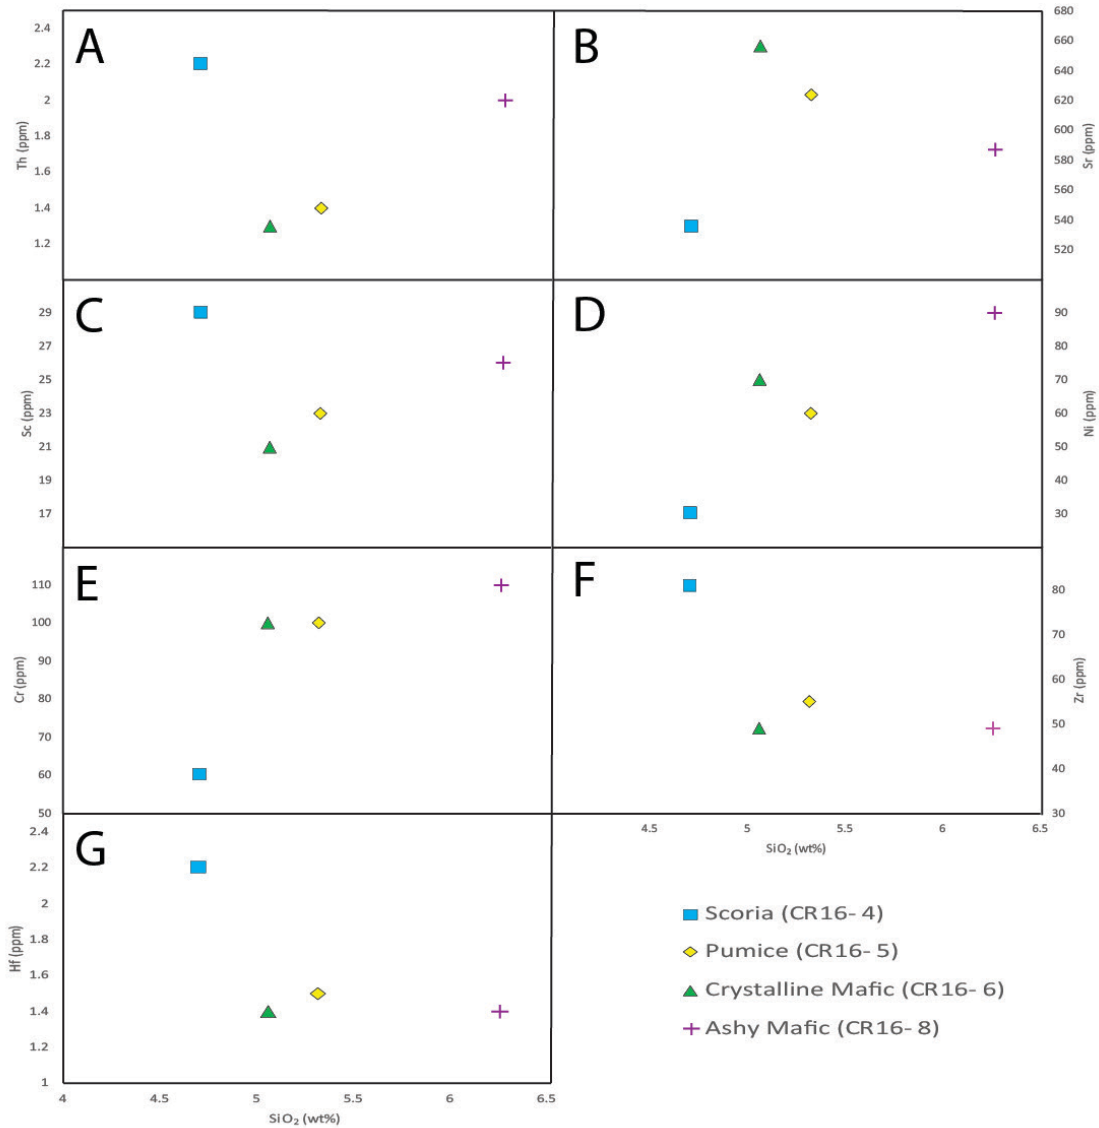 A
2.4
2.2
2
1.8
1.6
1.4
1.2
Th (ppm)
B
680
660
640
620
600
580
560
540
520
Sr (ppm)
C
29
27
25
23
21
19
17
Sc (ppm)
D
90
80
70
60
50
40
30
Ni (ppm)
E
110
100
90
80
70
60
50
Cr (ppm)
F
80
70
60
50
40
30
Zr (ppm)
4.5 5 5.5 6 6.5
SiO₂ (wt%)
G
2.4
2.2
2
1.8
1.6
1.4
1.2
1
Hf (ppm)
4 4.5 5 5.5 6 6.5
SiO₂ (wt%)
Scoria (CR16- 4)
Pumice (CR16- 5)
Crystalline Mafic (CR16- 6)
Ashy Mafic (CR16- 8)